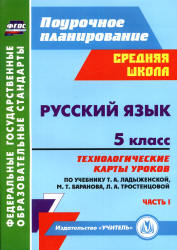 ФГОС
ФЕДЕРАЛЬНЫЕ ГОСУДАРСТВЕННЫЕ
ОБРАЗОВАТЕЛЬНЫЕ СТАНДАРТЫ
Поурочное
планирование
СРЕДНЯЯ
ШКОЛА
РУССКИЙ ЯЗЫК
5 класс
ТЕХНОЛОГИЧЕСКИЕ
КАРТЫ УРОКОВ
ПО УЧЕБНИКУ Т. А. ЛАДЫЖЕНСКОЙ,
М. Т. БАРАНОВА, Л. А. ТРОСТЕНЦОВОЙ
ЧАСТЬ I
Издательство «УЧИТЕЛЬ»